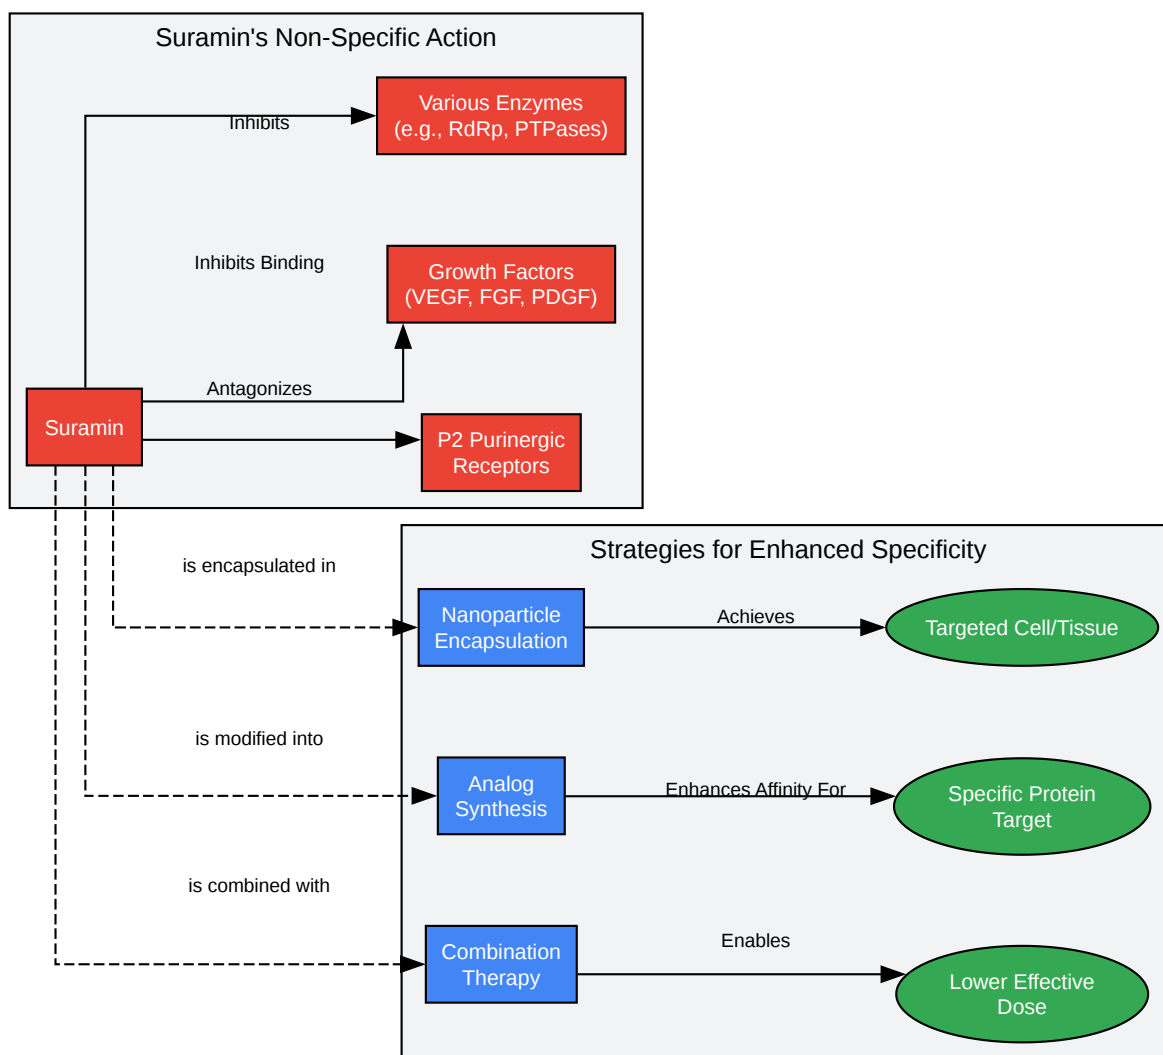 Suramin's Non-Specific Action
Various Enzymes
(e.g., RdRp, PTPases)
Inhibits
Inhibits Binding
Growth Factors
(VEGF, FGF, PDGF)
Antagonizes
Suramin
P2 Purinergic
Receptors
Strategies for Enhanced Specificity
is encapsulated in
Nanoparticle
Encapsulation
Achieves
Targeted Cell/Tissue
is modified into
Analog
Synthesis
Enhances Affinity For
Specific Protein
Target
is combined with
Combination
Therapy
Enables
Lower Effective
Dose